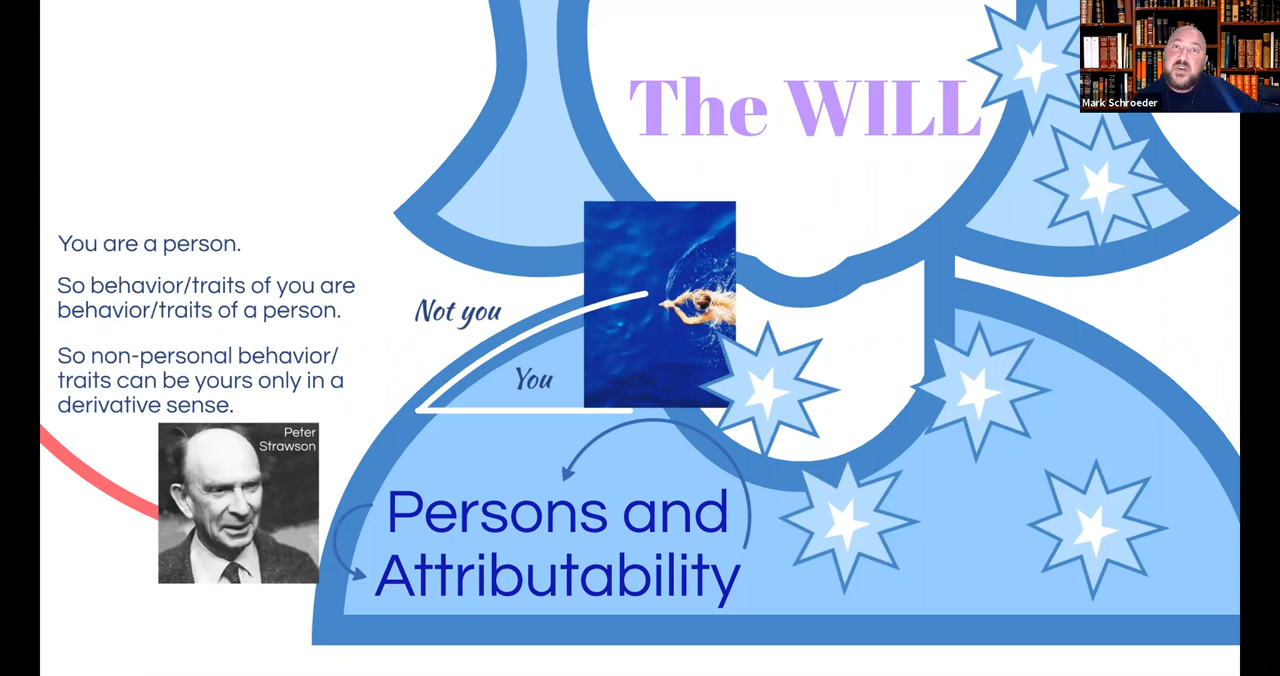 The WILL
Mark Schroeder
You are a person.
So behavior/traits of you are
behavior/traits of a person.
So non-personal behavior/
traits can be yours only in a
derivative sense.
Peter
Strawson
Not you
You
Persons and
Attributability